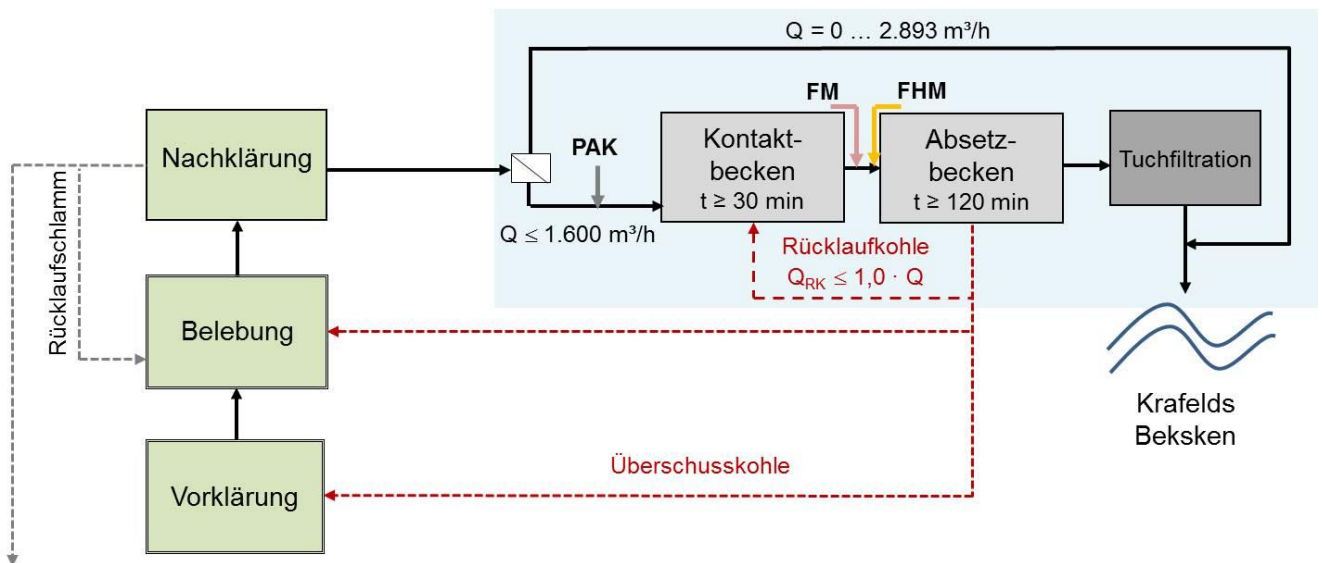 Q = 0 … 2.893 m³/h
FM
FHM
PAK
Nachklärung
Kontakt-
becken
t ≥ 30 min
Absetz-
becken
t ≥ 120 min
Tuchfiltration
Q ≤ 1.600 m³/h
Rücklaufschlamm
Rücklaufkohle
Q_RK ≤ 1,0 · Q
Belebung
Krafelds
Beksken
Überschusskohle
Vorklärung